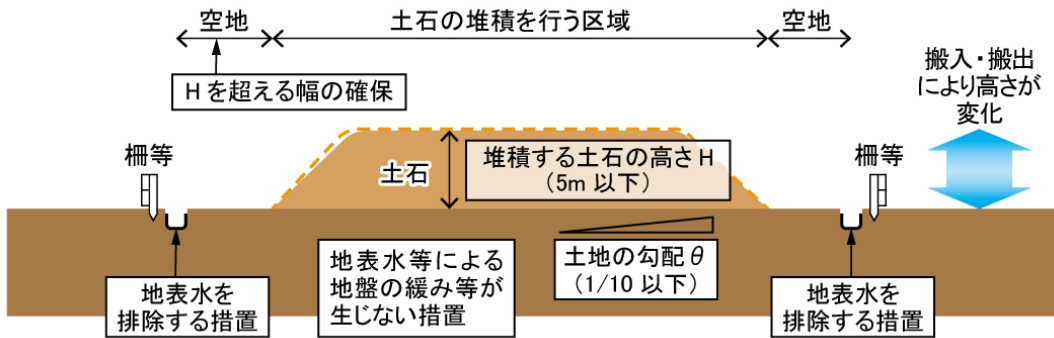 空地
土石の堆積を行う区域
空地
Hを超える幅の確保
搬入・搬出
により高さが
変化
柵等
土石
堆積する土石の高さH
(5m以下)
柵等
地表水を
排除する措置
地表水等による
地盤の緩み等が
生じない措置
土地の勾配θ
(1/10以下)
地表水を
排除する措置